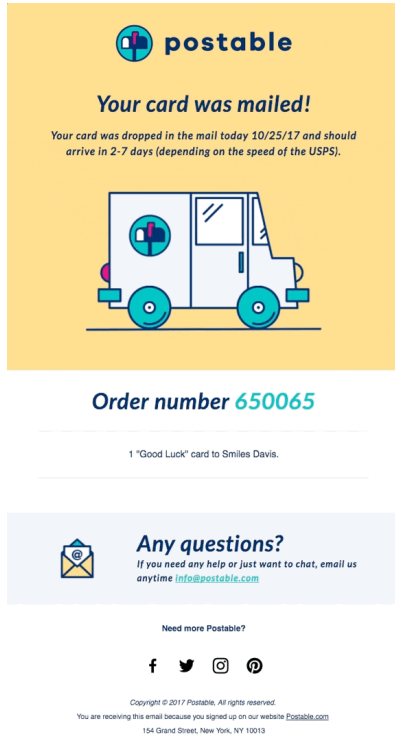 postable
Your card was mailed!
Your card was dropped in the mail today 10/25/17 and should
arrive in 2-7 days (depending on the speed of the USPS).
Order number 650065
1 "Good Luck" card to Smiles Davis.
@
Any questions?
If you need any help or just want to chat, email us
anytime info@postable.com
Need more Postable?
Copyright © 2017 Postable, All rights reserved.
You are receiving this email because you signed up on our website Postable.com
154 Grand Street, New York, NY 10013